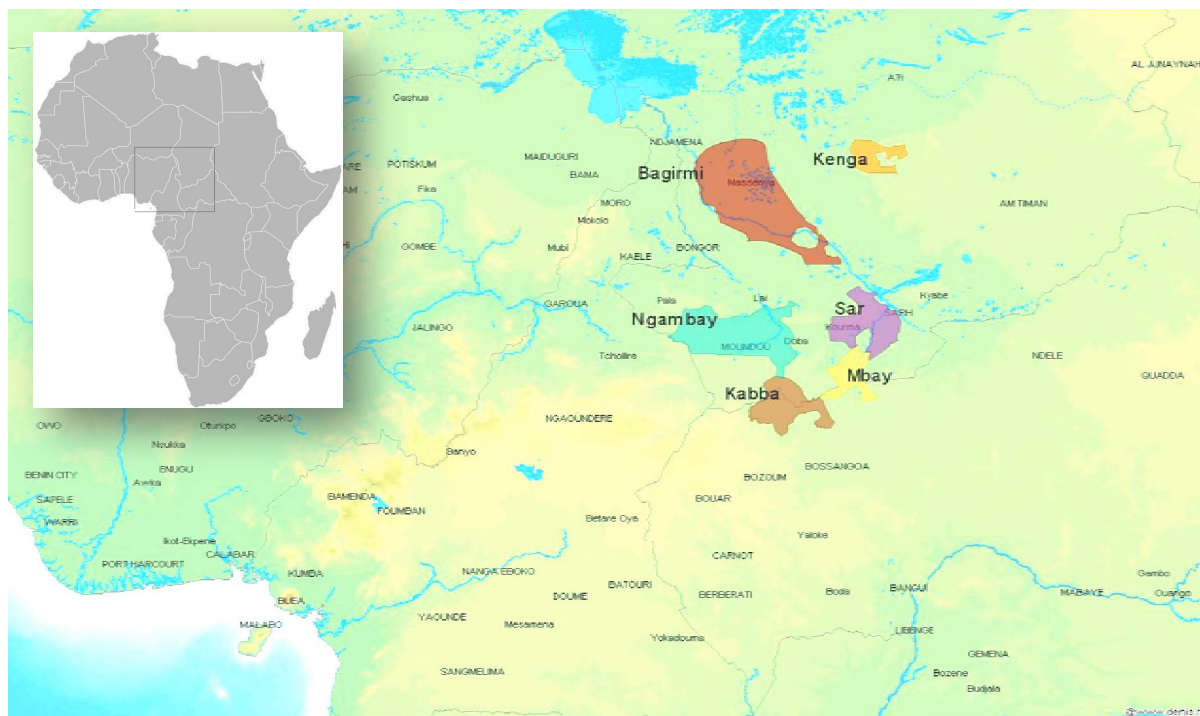 AL JUNAYNAH
ATI
Gashua
NDJAMENA
MAIDUGURI
Kenga
POTISKUM
BAMA
Bagirmi
Massenya
Fika
MORO
AM TIMAN
Mokolo
GOMBE
Mubi
BONGOR
KAELE
Kyabe
Pala
Lai
GAROUA
Sar
SARH
Ngambay
JALINGO
Koumra
MOUNDOU
Doba
Tchollire
NDELE
Mbay
QUADDA
Kabba
NGAOUNDERE
GBOKO
OWO
Oturkpo
Nsukka
Banyo
BOSSANGOA
ENUGU
BENIN CITY
BOZOUM
Awka
BAMENDA
SAPELE
BOUAR
FOUMBAN
WARRI
Betare Oya
Yaloke
Ikot-Ekpene
CALABAR
CARNOT
PORT HARCOURT
KUMBA
NANGA EBOKO
Gambo
BATOURI
BANGUI
MABAYE
Ouango
BUEA
DOUME
BERBERATI
Boda
YAOUNDE
MALABO
Mesamena
LIBENGE
Yokadouma
GEMENA
SANGMELIMA
Bozene
Budjala